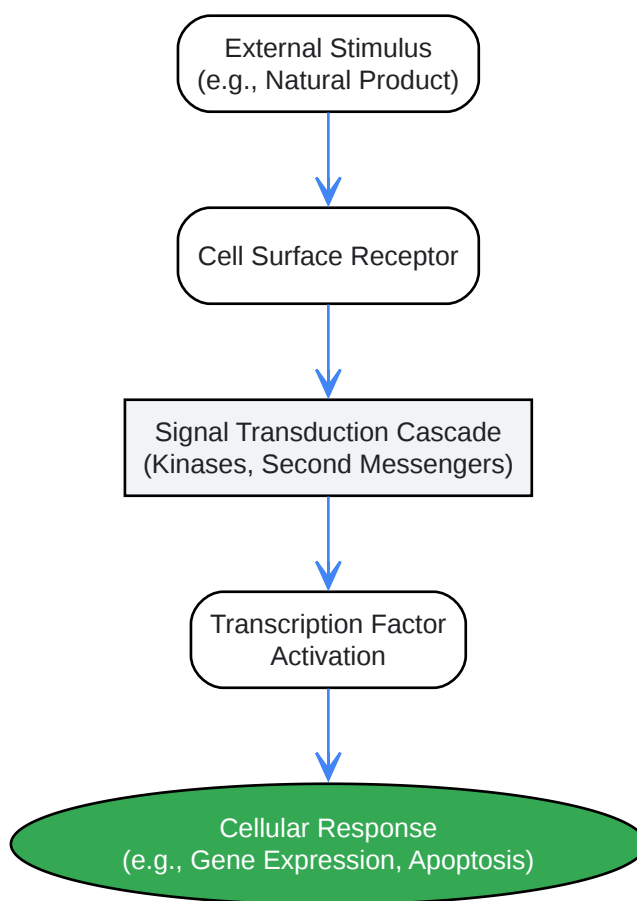 External Stimulus
(e.g., Natural Product)
Cell Surface Receptor
Signal Transduction Cascade
(Kinases, Second Messengers)
Transcription Factor
Activation
Cellular Response
(e.g., Gene Expression, Apoptosis)